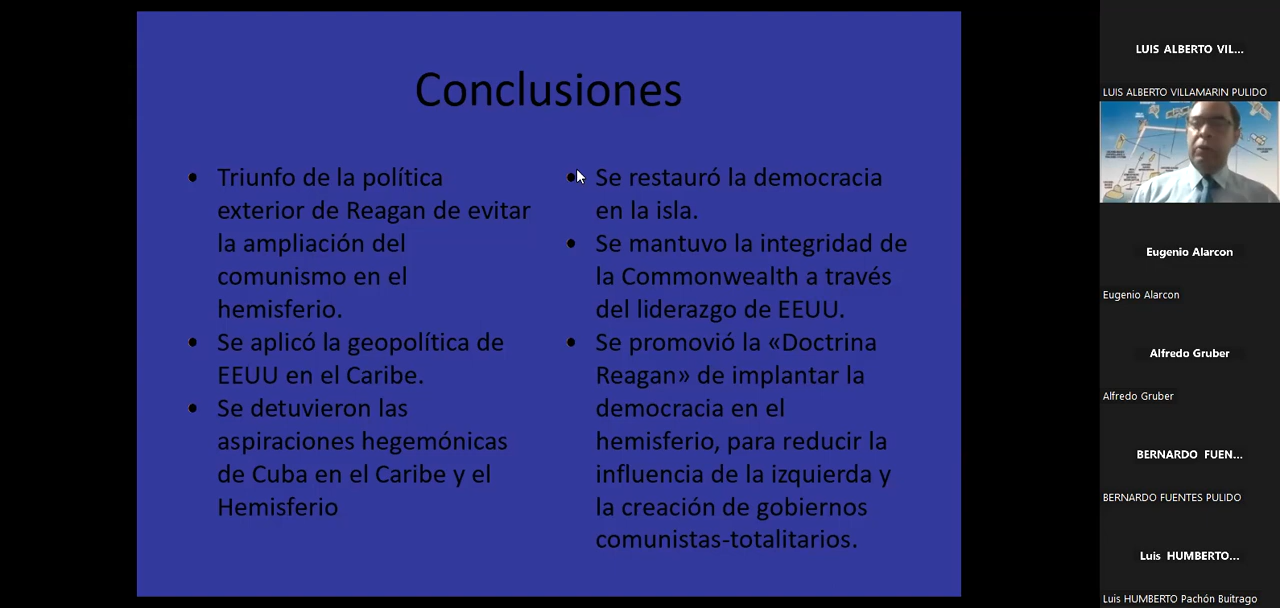 Conclusiones
• Triunfo de la política
exterior de Reagan de evitar
la ampliación del
comunismo en el
hemisferio.
• Se aplicó la geopolítica de
EEUU en el Caribe.
• Se detuvieron las
aspiraciones hegemónicas
de Cuba en el Caribe y el
Hemisferio
• Se restauró la democracia
en la isla.
• Se mantuvo la integridad de
la Commonwealth a través
del liderazgo de EEUU.
• Se promovió la «Doctrina
Reagan» de implantar la
democracia en el
hemisferio, para reducir la
influencia de la izquierda y
la creación de gobiernos
comunistas-totalitarios.
LUIS ALBERTO VIL...
LUIS ALBERTO VILLAMARIN PULIDO
Eugenio Alarcon
Eugenio Alarcon
Alfredo Gruber
Alfredo Gruber
BERNARDO FUEN...
BERNARDO FUENTES PULIDO
Luis HUMBERTO...
Luis HUMBERTO Pachón Buitrago